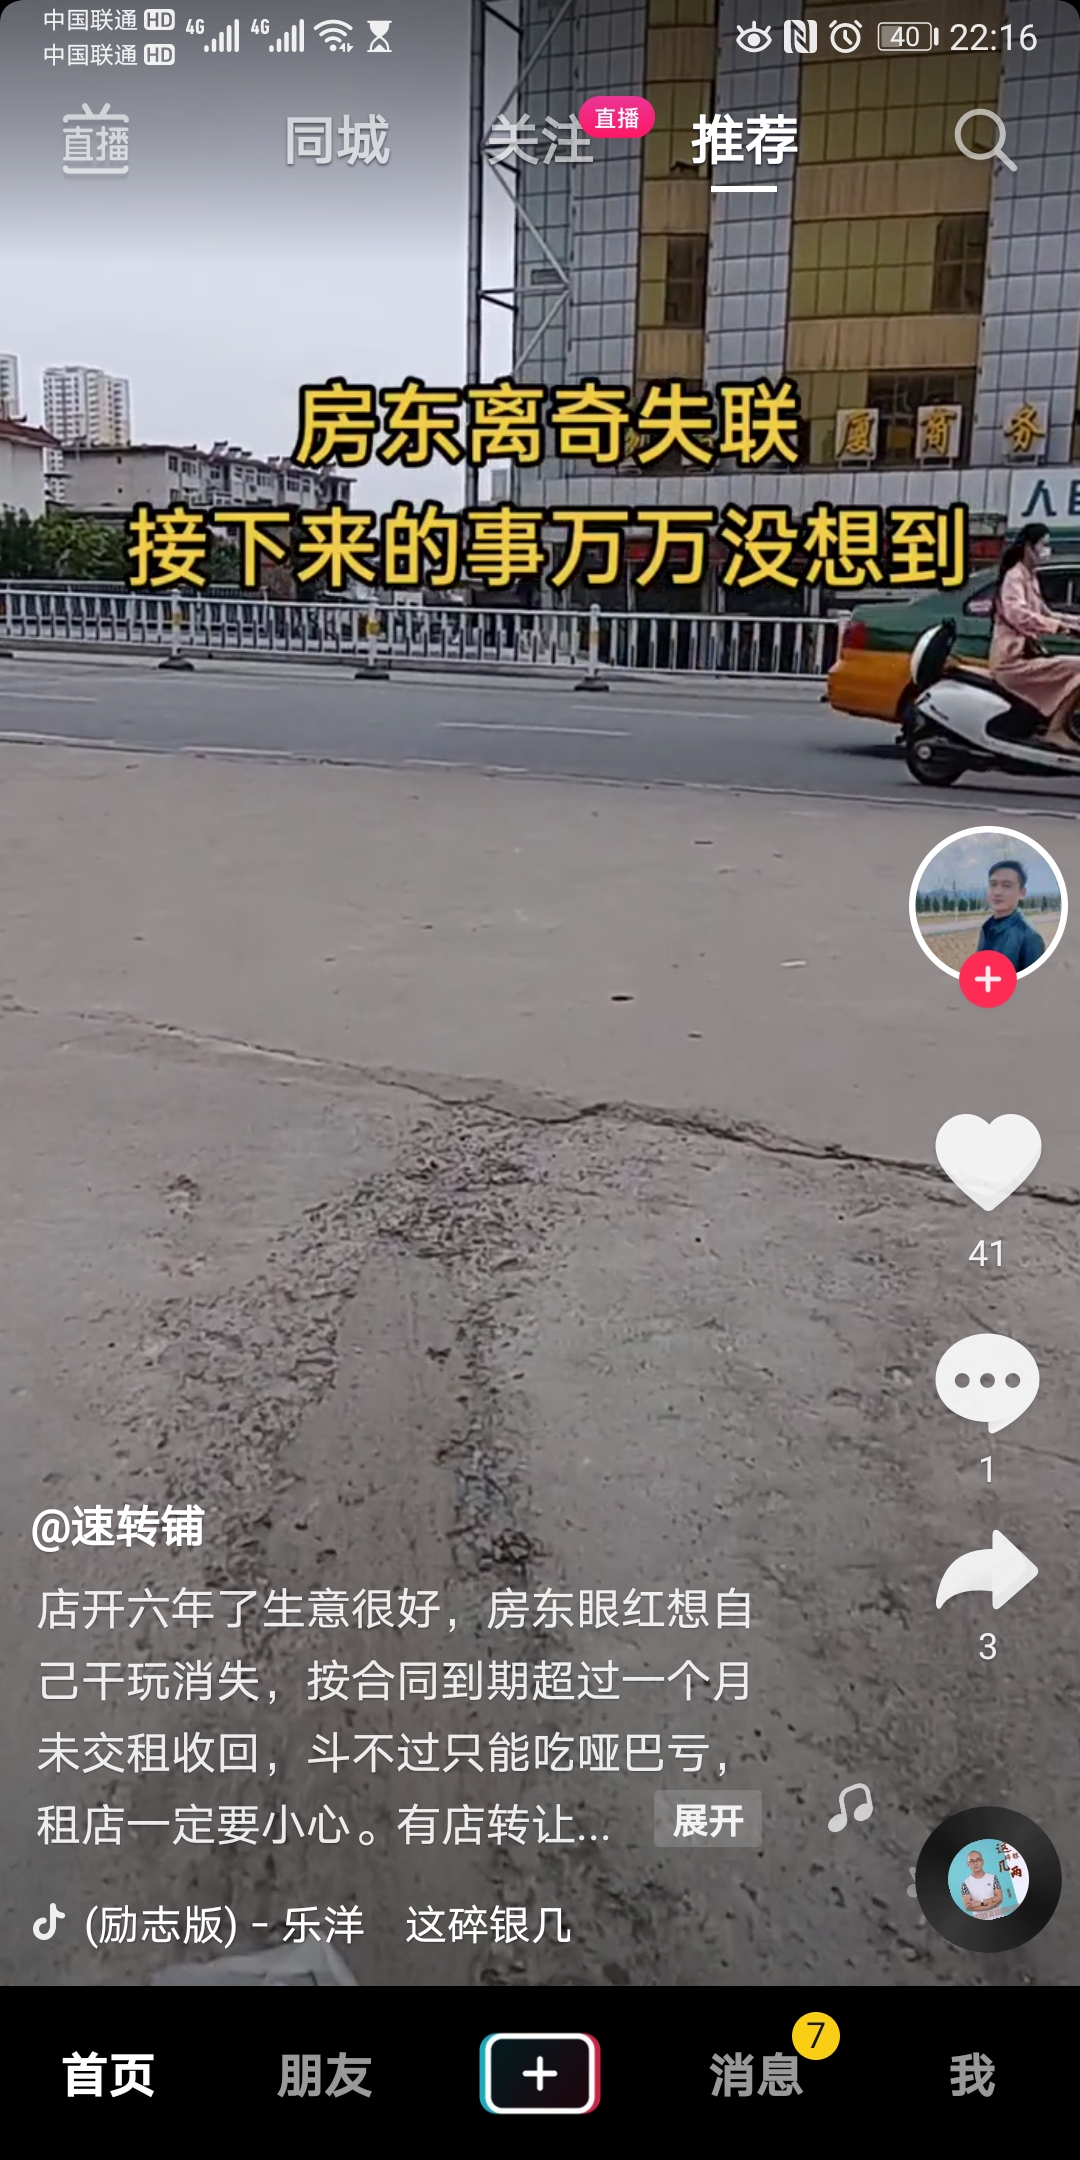 中国联通 HD 4G 4G 40 22:16
中国联通 HD
直播 同城 关注 直播 推荐
房东离奇失联
厦商务
接下来的事万万没想到
41
1
@速转铺
店开六年了生意很好，房东眼红想自
己干玩消失，按合同到期超过一个月
3
未交租收回，斗不过只能吃哑巴亏，
租店一定要小心。有店转让... 展开
(励志版) - 乐洋 这碎银几
首页 朋友 消息 7 我